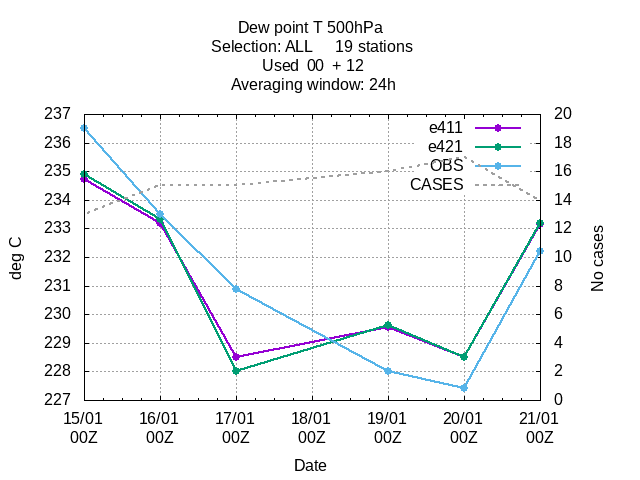 Dew point T 500hPa
Selection: ALL 19 stations
Used 00 + 12
Averaging window: 24h
237 20
236 18
235 16
234 14
233 12
232 10
231 8
230 6
229 4
228 2
227 0
e411
e421
OBS
CASES
deg C
No cases
15/01 16/01 17/01 18/01 19/01 20/01 21/01
00Z 00Z 00Z 00Z 00Z 00Z 00Z
Date